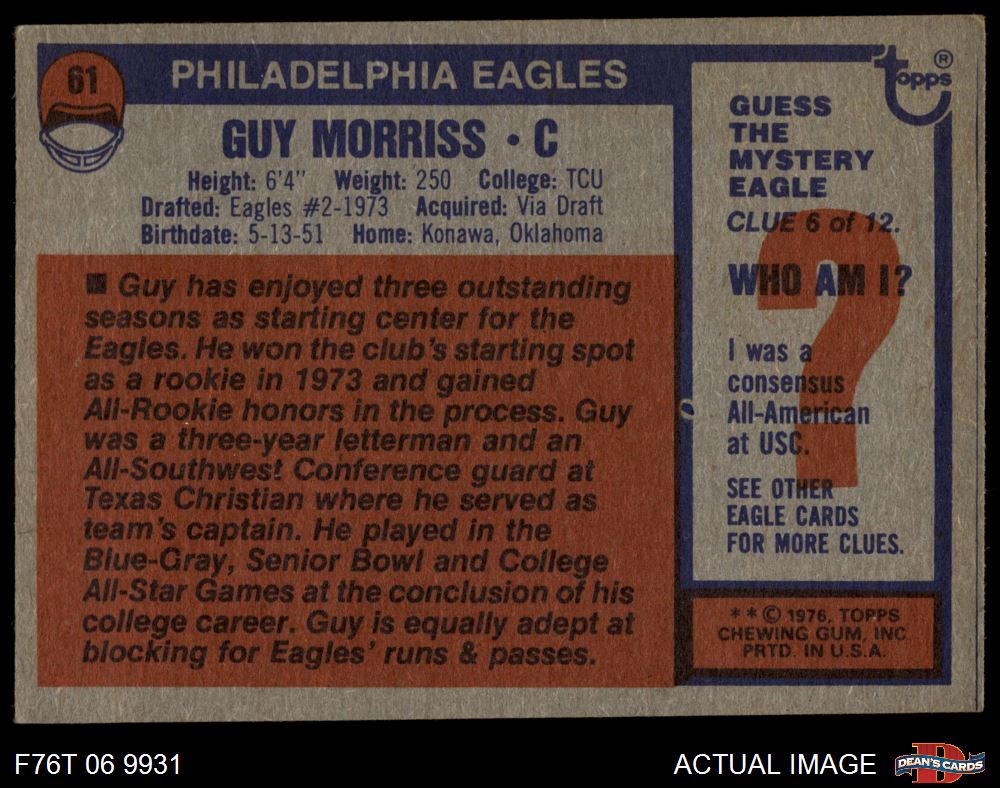 61
PHILADELPHIA EAGLES
GUY MORRISS • C
Height: 6'4" Weight: 250 College: TCU
Drafted: Eagles #2-1973 Acquired: Via Draft
Birthdate: 5-13-51 Home: Konawa, Oklahoma
■ Guy has enjoyed three outstanding
seasons as starting center for the
Eagles. He won the club's starting spot
as a rookie in 1973 and gained
All-Rookie honors in the process. Guy
was a three-year letterman and an
All-Southwest Conference guard at
Texas Christian where he served as
team's captain. He played in the
Blue-Gray, Senior Bowl and College
All-Star Games at the conclusion of his
college career. Guy is equally adept at
blocking for Eagles' runs & passes.
topps ®
GUESS
THE
MYSTERY
EAGLE
CLUE 6 of 12.
WHO AM I?
?
I was a
consensus
All-American
at USC.
SEE OTHER
EAGLE CARDS
FOR MORE CLUES.
* * © 1976, TOPPS
CHEWING GUM, INC.
PRTD. IN U.S.A.
F76T 06 9931
ACTUAL IMAGE
D
DEAN'S CARDS